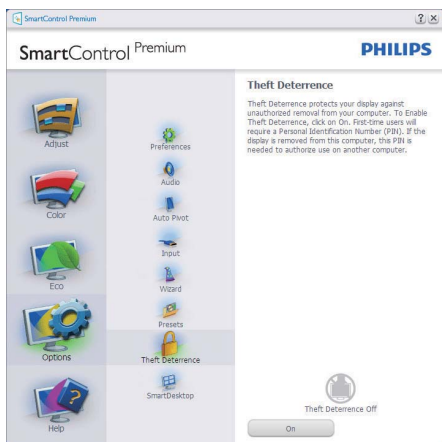 SmartControl Premium
SmartControl Premium
PHILIPS
Adjust
Color
Eco
Options
Help
Preferences
Audio
Auto Pivot
Input
Wizard
Presets
Theft Deterrence
SmartDesktop
Theft Deterrence
Theft Deterrence protects your display against
unauthorized removal from your computer. To Enable
Theft Deterrence, click on On. First-time users will
require a Personal Identification Number (PIN). If the
display is removed from this computer, this PIN is
needed to authorize use on another computer.
Theft Deterrence Off
On